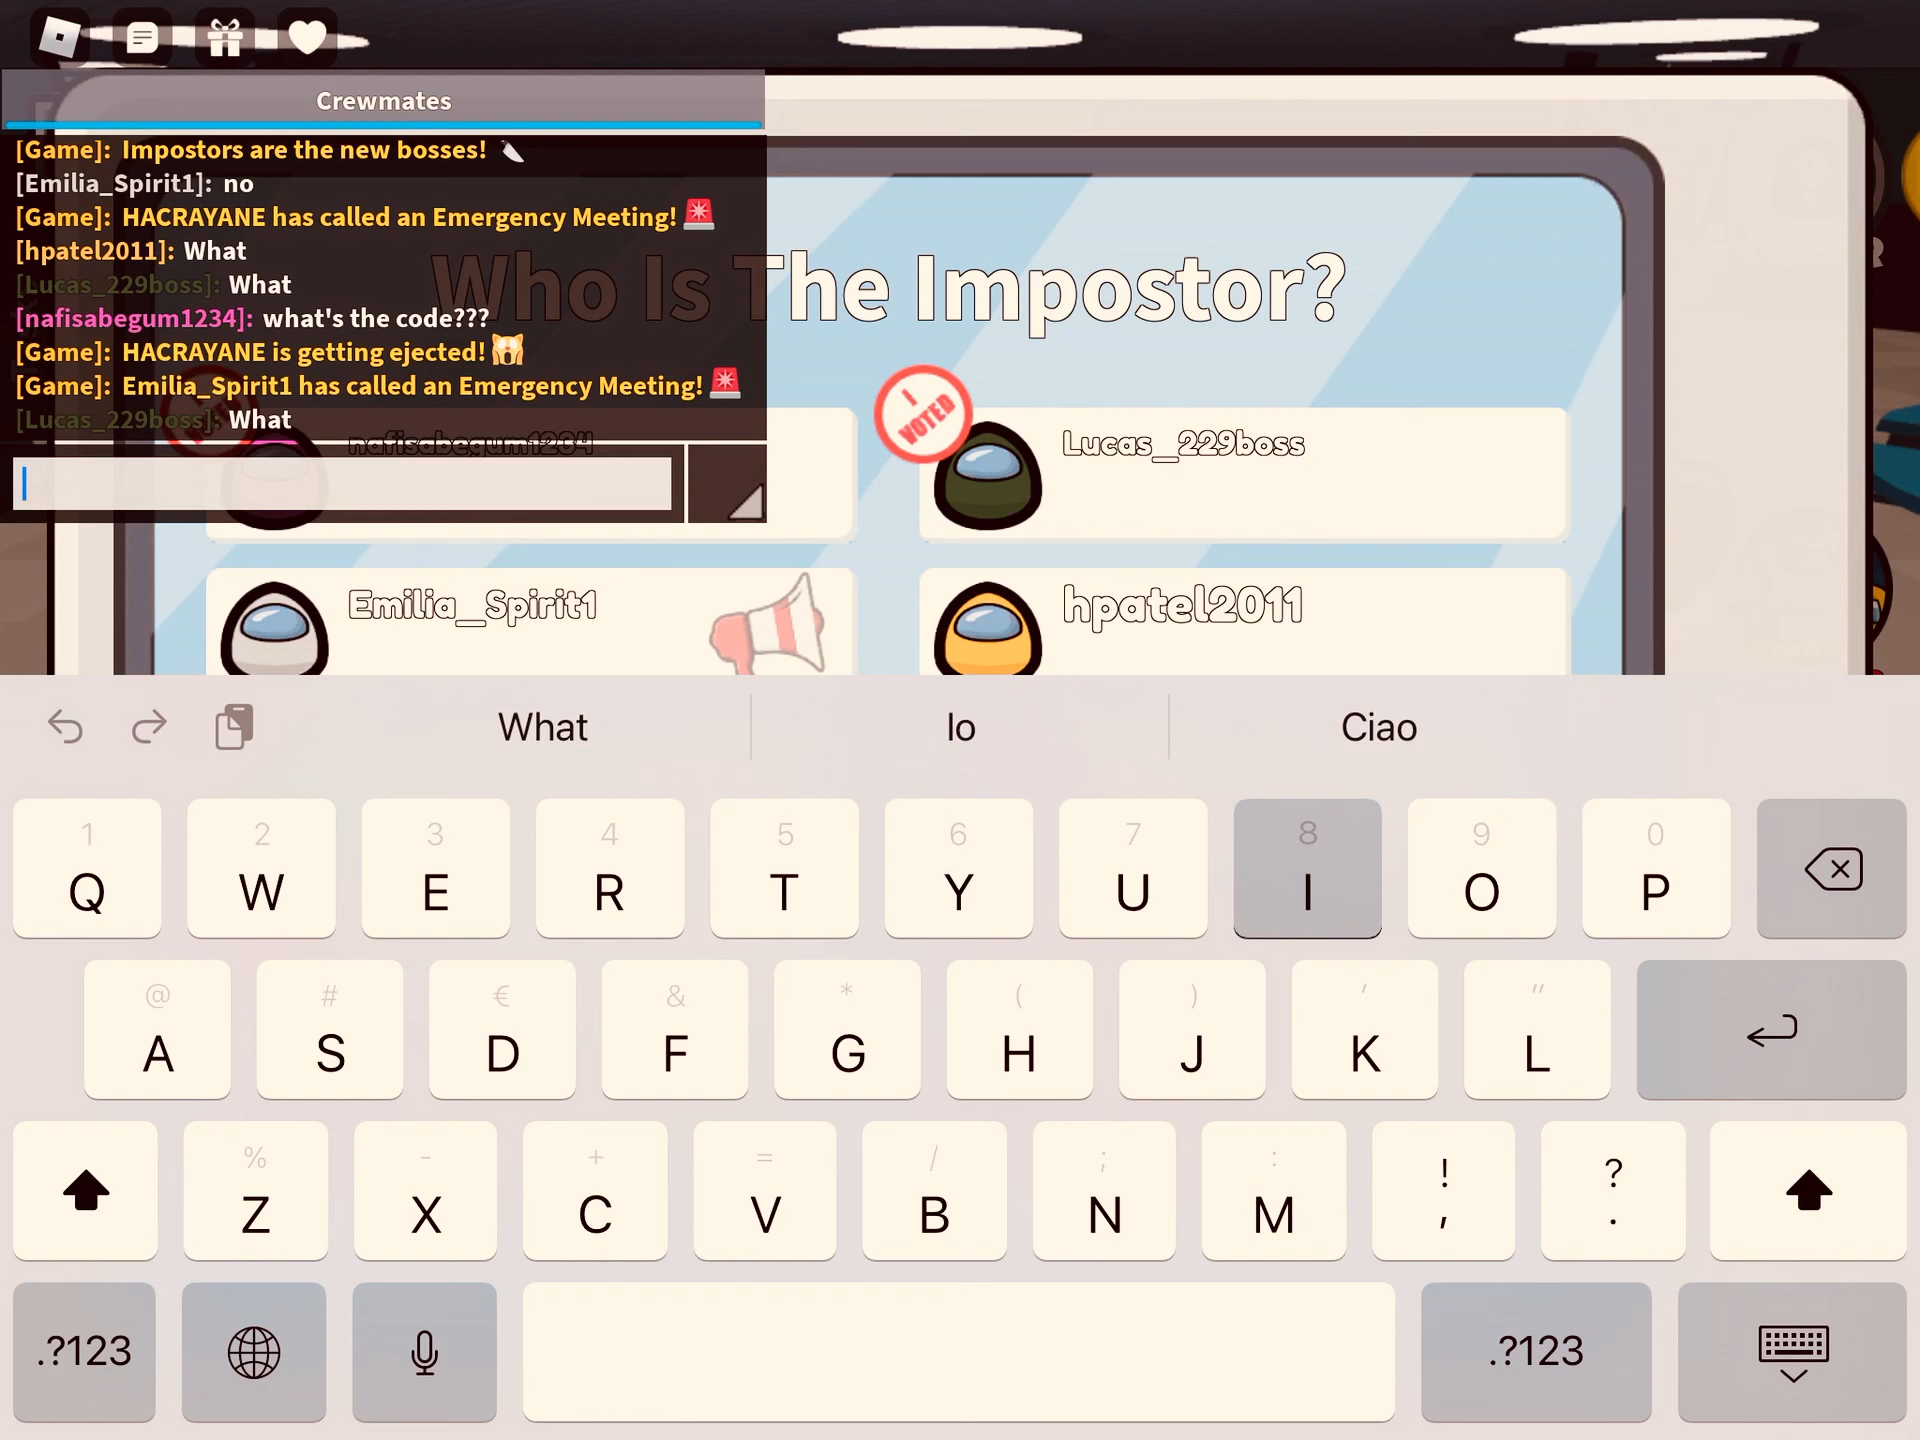 Crewmates
[Game]: Impostors are the new bosses!
[Emilia_Spirit1]: no
[Game]: HACRAYANE has called an Emergency Meeting!
[hpatel2011]: What
[Lucas_229boss]: What
[nafisabegum1234]: what's the code???
[Game]: HACRAYANE is getting ejected!
[Game]: Emilia_Spirit1 has called an Emergency Meeting!
[Lucas_229boss]: What
Who Is The Impostor?
nafisabegum1234
I VOTED
Lucas_229boss
Emilia_Spirit1
hpatel2011
What Io Ciao
1 2 3 4 5 6 7 8 9 0
Q W E R T Y U I O P
@ # € & * ( ) ' "
A S D F G H J K L
% - + = / ; : ! ?
Z X C V B N M , .
.?123 .?123